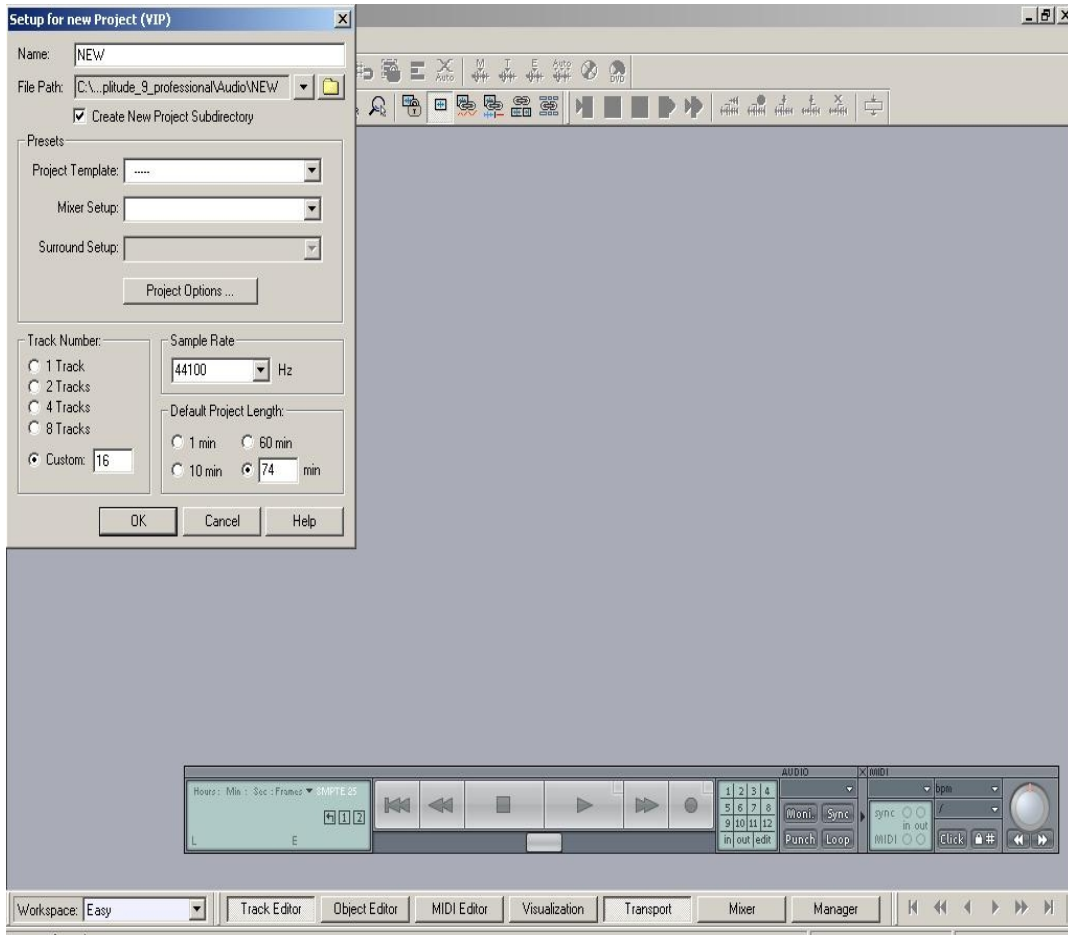 Setup for new Project (VIP)
Name: NEW
File Path: C:\...plitude_9_professional\Audio\NEW
Create New Project Subdirectory
Presets
Project Template: -----
Mixer Setup:
Surround Setup:
Project Options ...
Track Number:
1 Track
2 Tracks
4 Tracks
8 Tracks
Custom: 16
Sample Rate
44100 Hz
Default Project Length:
1 min 60 min
10 min 74 min
OK Cancel Help
Auto M T E Auto
DVD
AUDIO MIDI
Hours : Min : Sec : Frames SMPTE 25
1 2
L E
1 2 3 4
5 6 7 8
9 10 11 12
in out edit
Moni. Sync
Punch Loop
sync
in out
MIDI
bpm
/
Click #
Workspace: Easy
Track Editor Object Editor MIDI Editor Visualization Transport Mixer Manager